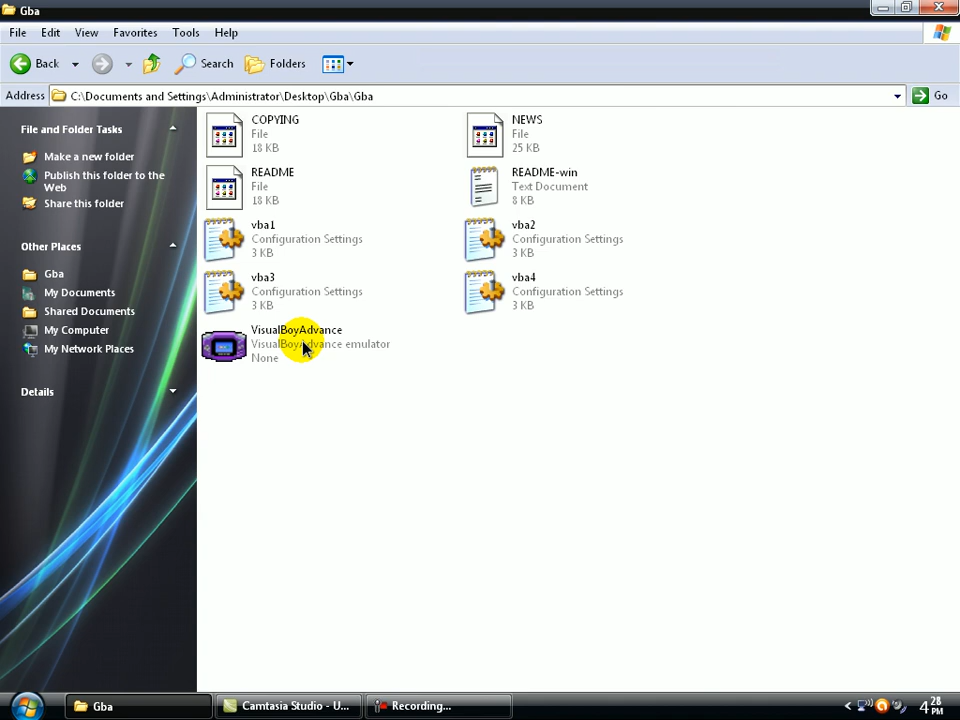 Gba
File Edit View Favorites Tools Help
Back Search Folders
Address C:\Documents and Settings\Administrator\Desktop\Gba\Gba Go
File and Folder Tasks
Make a new folder
Publish this folder to the
Web
Share this folder
Other Places
Gba
My Documents
Shared Documents
My Computer
My Network Places
Details
COPYING
File
18 KB
NEWS
File
25 KB
README
File
18 KB
README-win
Text Document
8 KB
vba1
Configuration Settings
3 KB
vba2
Configuration Settings
3 KB
vba3
Configuration Settings
3 KB
vba4
Configuration Settings
3 KB
VisualBoyAdvance
VisualBoyAdvance emulator
None
Gba Camtasia Studio - U... Recording... 4 28 PM